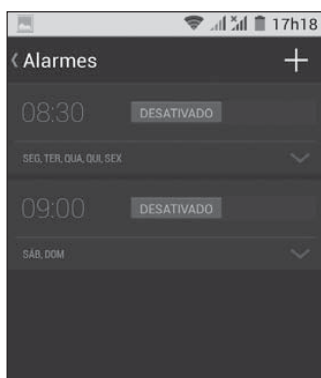 17h18
Alarmes
08:30 DESATIVADO
SEG, TER, QUA, QUI, SEX
09:00 DESATIVADO
SÁB, DOM